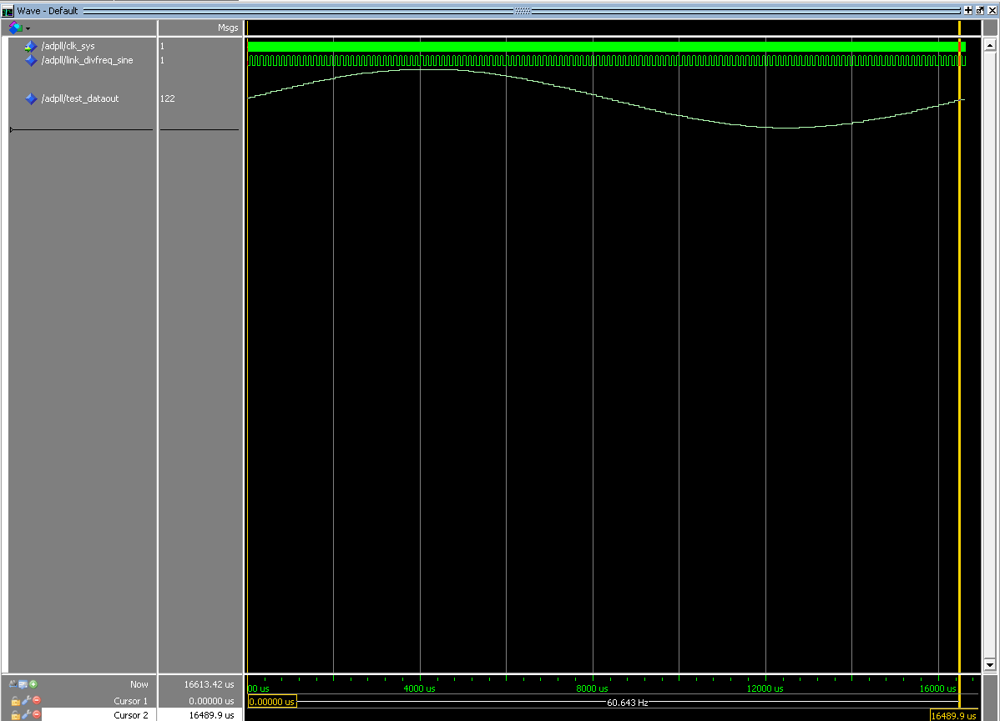 Wave - Default
Msgs
/adpll/clk_sys 1
/adpll/link_divfreq_sine 1
/adpll/test_dataout 122
Now 16613.42 us
00 us 4000 us 8000 us 12000 us 16000 us
Cursor 1 0.00000 us 0.00000 us 60.643 Hz
Cursor 2 16489.9 us 16489.9 us